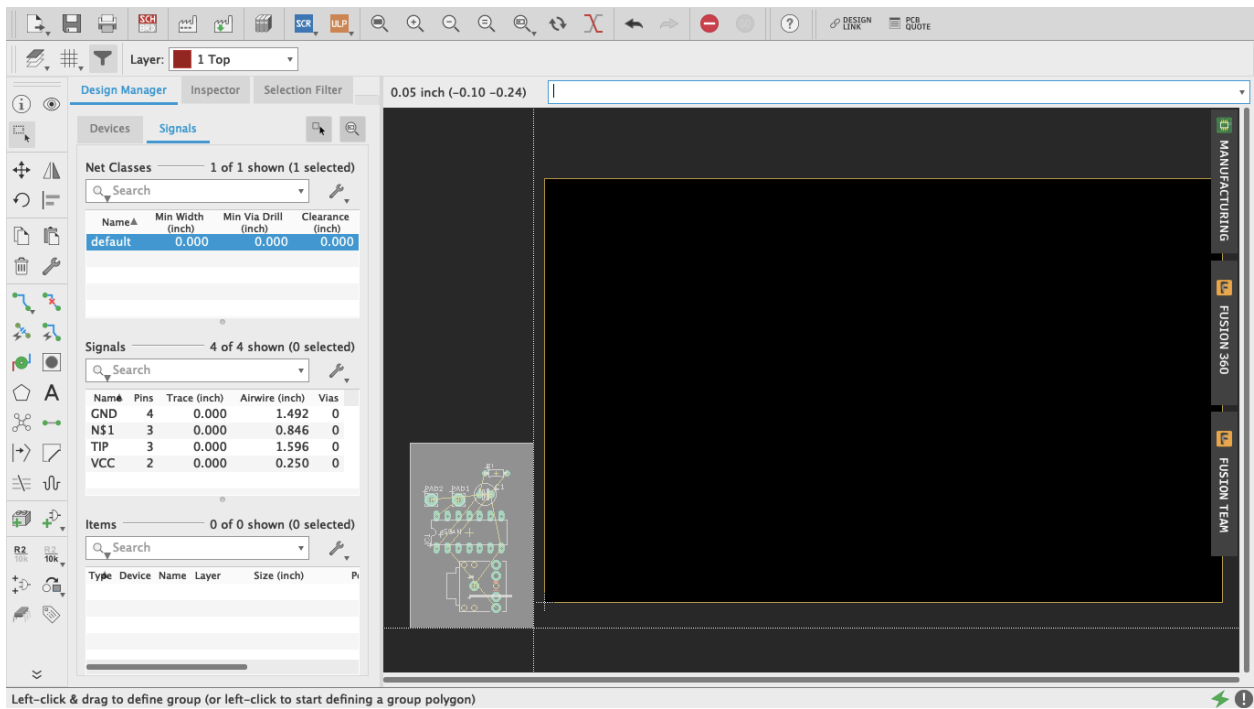 SCH
SCR
ULP
DESIGN LINK
PCB QUOTE
Layer: 1 Top
Design Manager Inspector Selection Filter
0.05 inch (-0.10 -0.24)
Devices Signals
Net Classes 1 of 1 shown (1 selected)
Search
Name Min Width (inch) Min Via Drill (inch) Clearance (inch)
default 0.000 0.000 0.000
Signals 4 of 4 shown (0 selected)
Search
Name Pins Trace (inch) Airwire (inch) Vias
GND 4 0.000 1.492 0
N$1 3 0.000 0.846 0
TIP 3 0.000 1.596 0
VCC 2 0.000 0.250 0
Items 0 of 0 shown (0 selected)
Search
Type Device Name Layer Size (inch)
R2 10k
R2 10k
PAD2 PAD1
MANUFACTURING
FUSION 360
FUSION TEAM
Left-click & drag to define group (or left-click to start defining a group polygon)